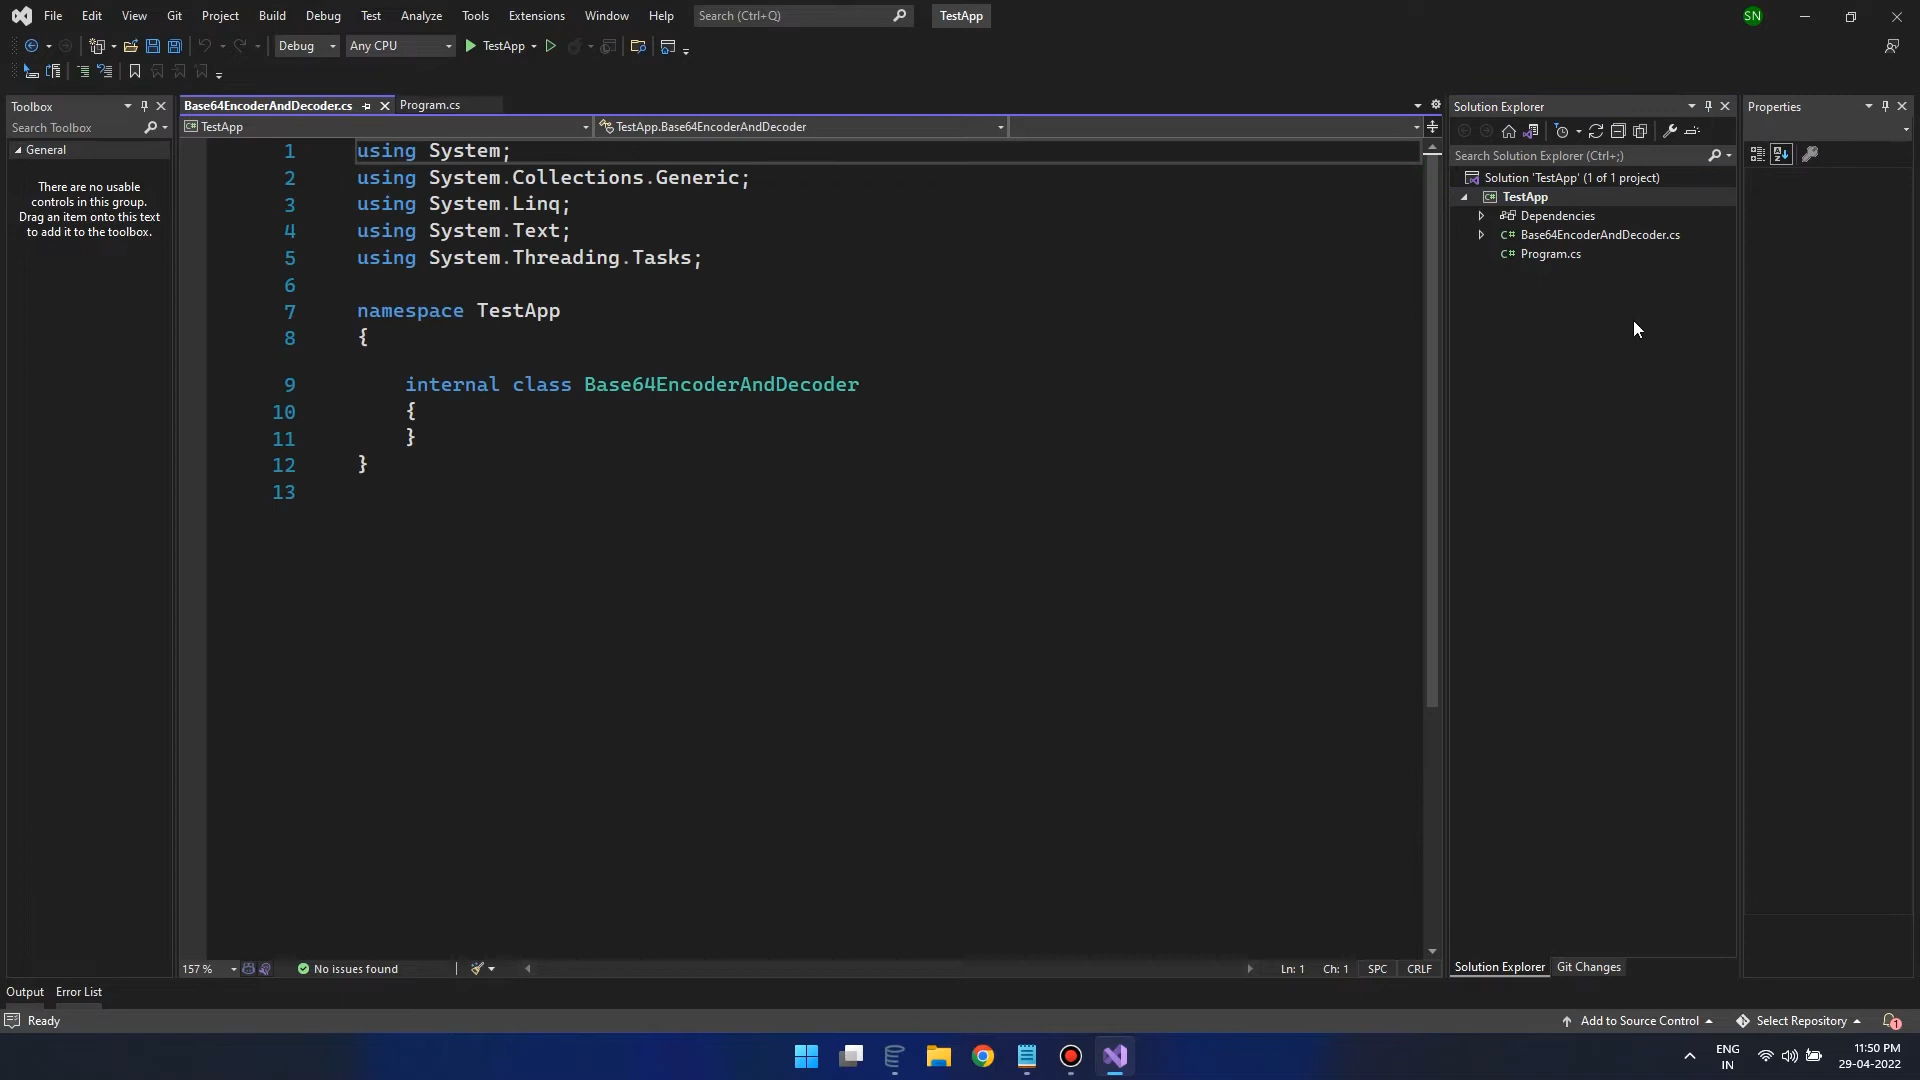 File Edit View Git Project Build Debug Test Analyze Tools Extensions Window Help Search (Ctrl+Q) TestApp SN
Debug Any CPU TestApp
Toolbox
Search Toolbox
General
There are no usable
controls in this group.
Drag an item onto this text
to add it to the toolbox.
Base64EncoderAndDecoder.cs Program.cs
TestApp TestApp.Base64EncoderAndDecoder
1 using System;
2 using System.Collections.Generic;
3 using System.Linq;
4 using System.Text;
5 using System.Threading.Tasks;
6
7 namespace TestApp
8 {
9 internal class Base64EncoderAndDecoder
10 {
11 }
12 }
13
157 % No issues found Ln: 1 Ch: 1 SPC CRLF
Solution Explorer
Search Solution Explorer (Ctrl+;)
Solution 'TestApp' (1 of 1 project)
C# TestApp
Dependencies
C# Base64EncoderAndDecoder.cs
C# Program.cs
Solution Explorer Git Changes
Properties
Output Error List
Ready Add to Source Control Select Repository 1
ENG
IN
11:50 PM
29-04-2022